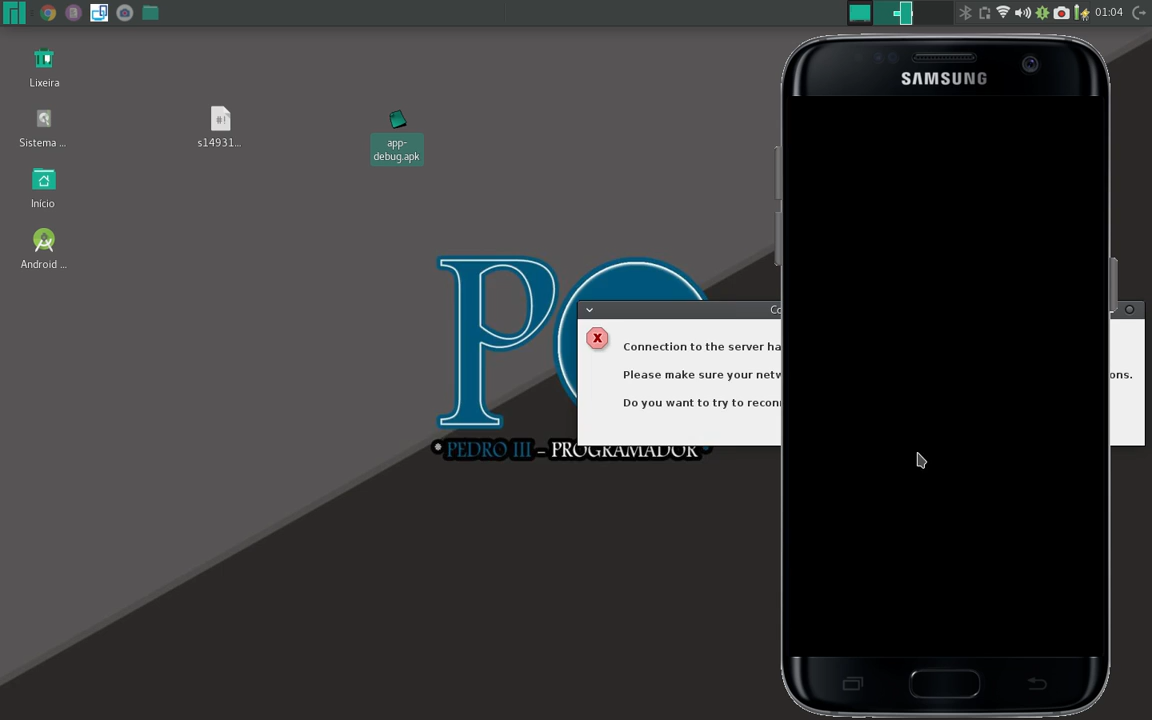 01:04
Lixeira
Sistema ...
s14931...
app-
debug.apk
Início
Android ...
SAMSUNG
PEDRO III – PROGRAMADOR
Co
Connection to the server ha
Please make sure your netw
ons.
Do you want to try to recon